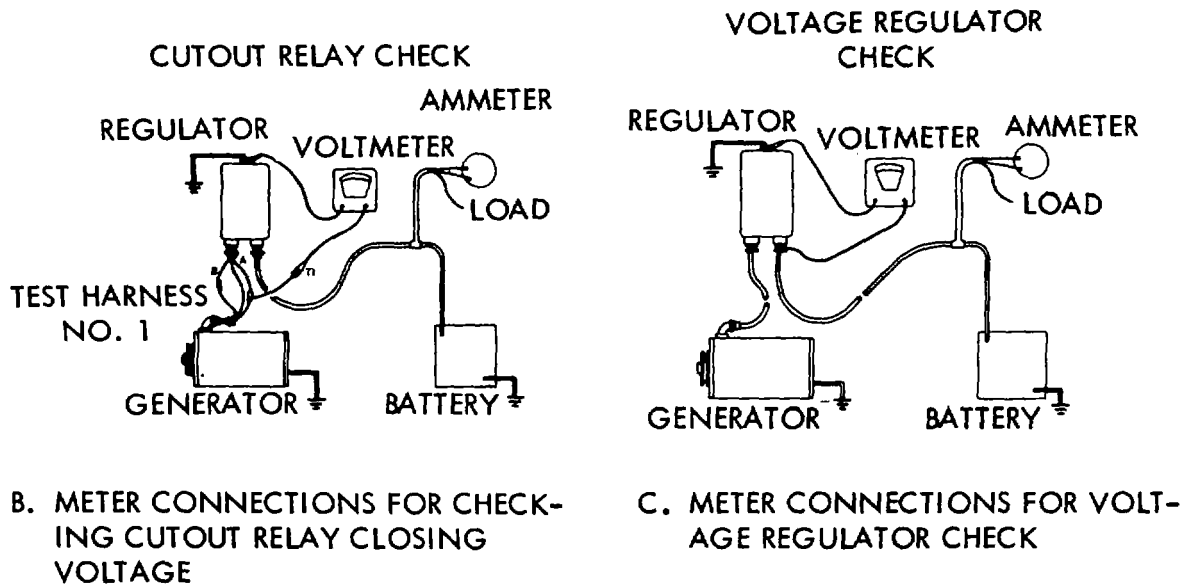 CUTOUT RELAY CHECK
AMMETER
REGULATOR
VOLTMETER
LOAD
B
A
T1
TEST HARNESS
NO. 1
GENERATOR
BATTERY
B. METER CONNECTIONS FOR CHECK-
ING CUTOUT RELAY CLOSING
VOLTAGE
VOLTAGE REGULATOR
CHECK
REGULATOR
VOLTMETER
AMMETER
LOAD
GENERATOR
BATTERY
C. METER CONNECTIONS FOR VOLT-
AGE REGULATOR CHECK